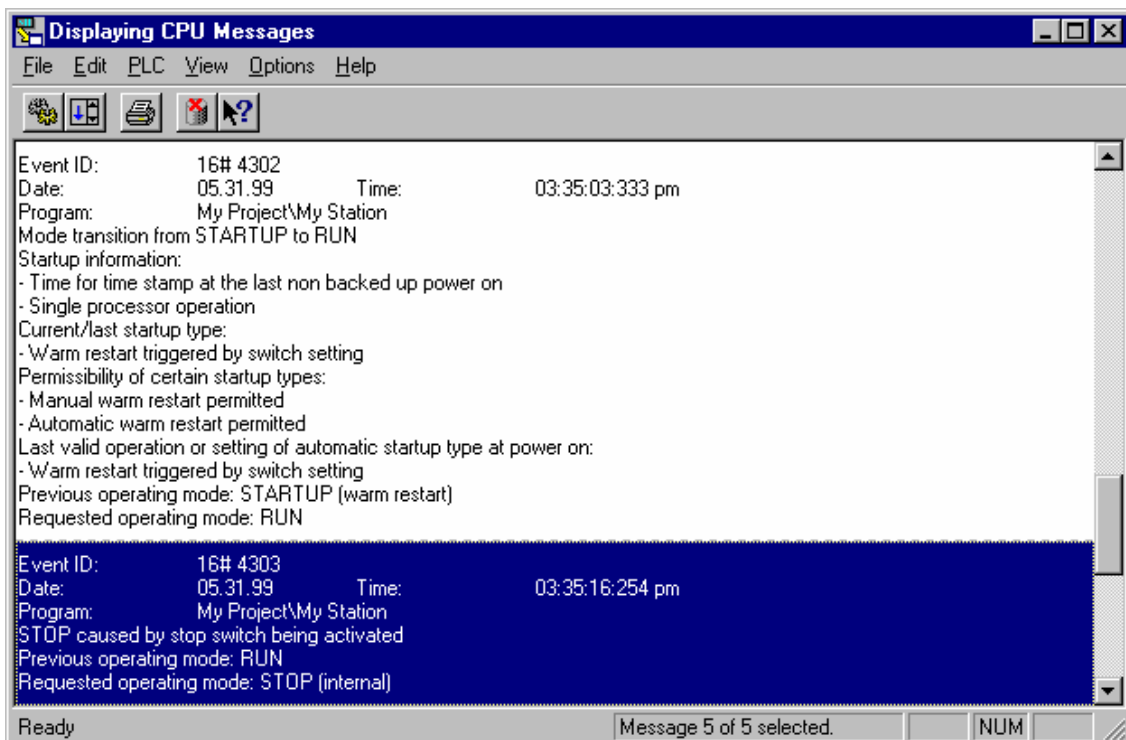 Displaying CPU Messages
File Edit PLC View Options Help
Event ID: 16# 4302
Date: 05.31.99 Time: 03:35:03:333 pm
Program: My Project\My Station
Mode transition from STARTUP to RUN
Startup information:
- Time for time stamp at the last non backed up power on
- Single processor operation
Current/last startup type:
- Warm restart triggered by switch setting
Permissibility of certain startup types:
- Manual warm restart permitted
- Automatic warm restart permitted
Last valid operation or setting of automatic startup type at power on:
- Warm restart triggered by switch setting
Previous operating mode: STARTUP (warm restart)
Requested operating mode: RUN
Event ID: 16# 4303
Date: 05.31.99 Time: 03:35:16:254 pm
Program: My Project\My Station
STOP caused by stop switch being activated
Previous operating mode: RUN
Requested operating mode: STOP (internal)
Ready Message 5 of 5 selected. NUM